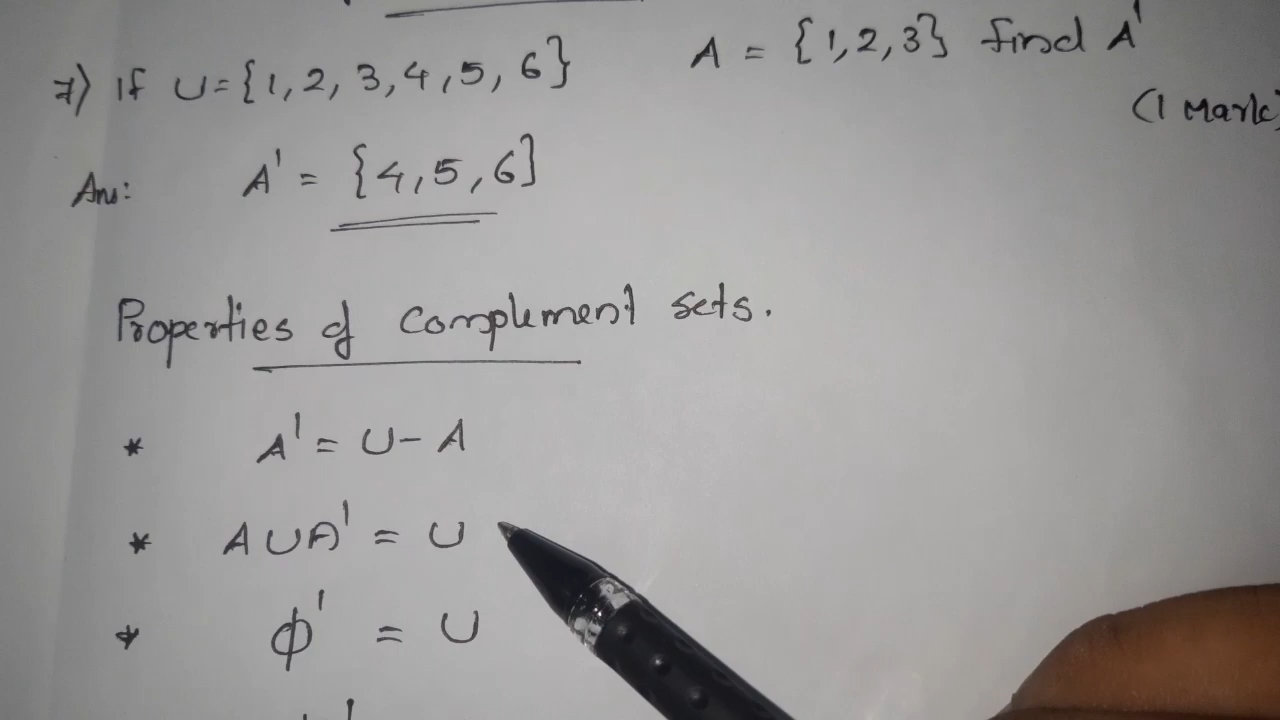 7) If U={1,2,3,4,5,6} A = {1,2,3} find A'
(1 Mark)
Ans: A' = {4,5,6}
Properties of complement sets.
* A' = U - A
* A ∪ A' = U
* ϕ' = U